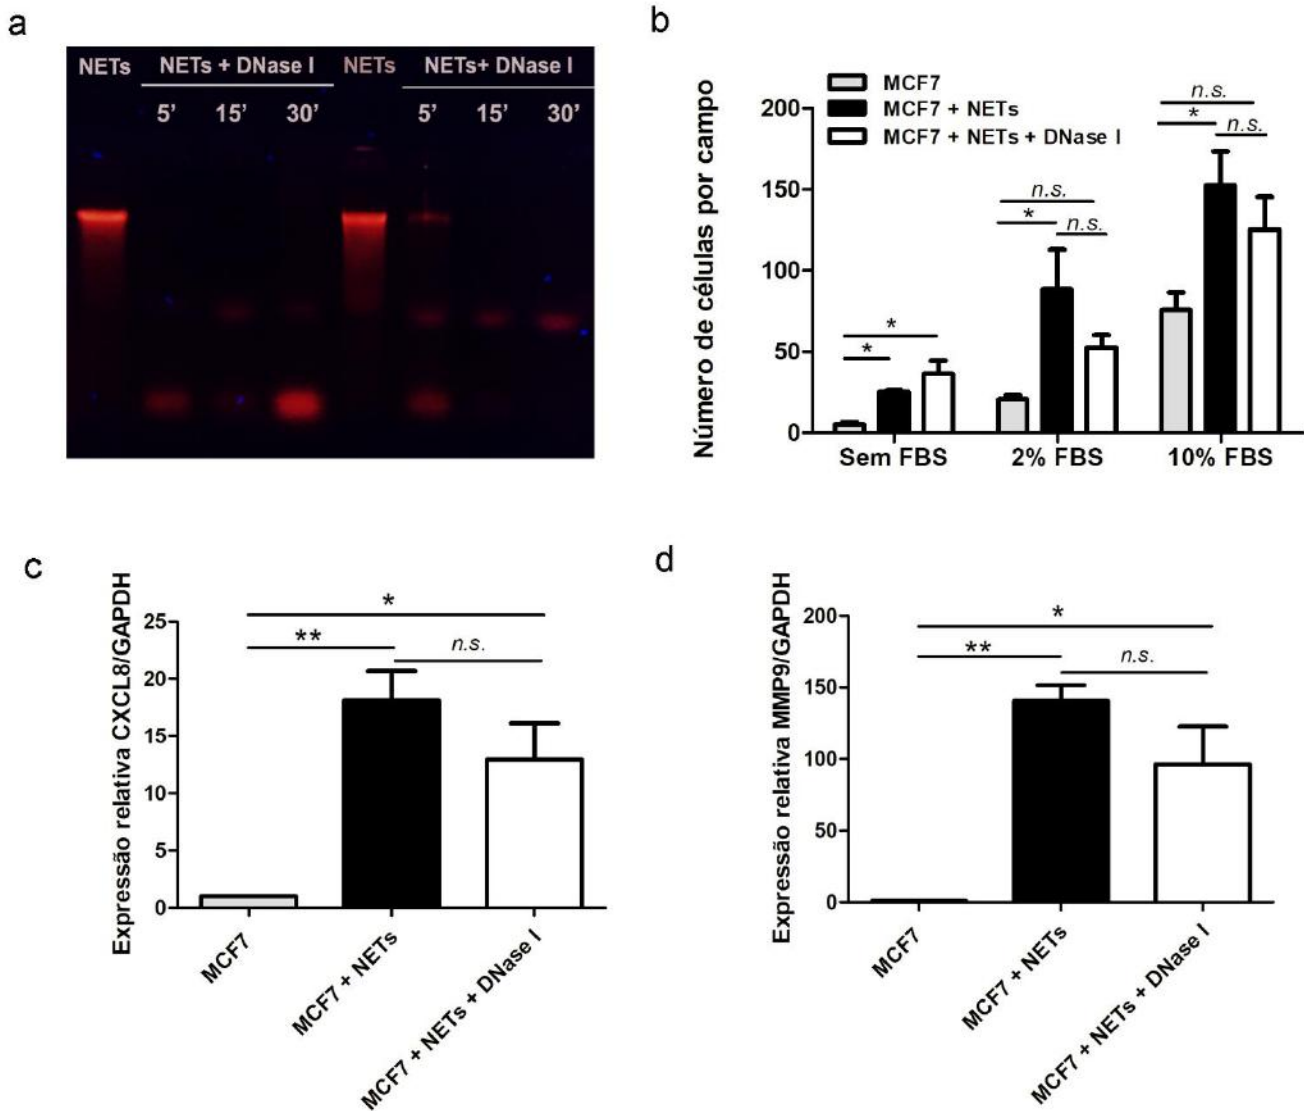 a
NETs NETs + DNase I NETs NETs+ DNase I
5’ 15’ 30’ 5’ 15’ 30’
b
Número de células por campo
MCF7
MCF7 + NETs
MCF7 + NETs + DNase I
200
150
100
50
0
*
*
n.s.
*
n.s.
n.s.
*
n.s.
Sem FBS 2% FBS 10% FBS
c
Expressão relativa CXCL8/GAPDH
25
20
15
10
5
0
*
**
n.s.
MCF7
MCF7 + NETs
MCF7 + NETs + DNase I
d
Expressão relativa MMP9/GAPDH
200
150
100
50
0
*
**
n.s.
MCF7
MCF7 + NETs
MCF7 + NETs + DNase I